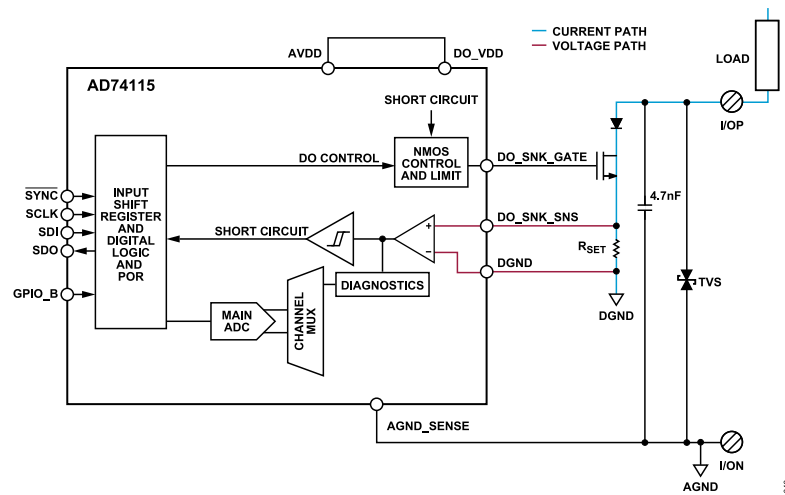 CURRENT PATH
VOLTAGE PATH
AVDD
DO_VDD
LOAD
AD74115
SHORT CIRCUIT
I/OP
DO CONTROL
NMOS
CONTROL
AND LIMIT
DO_SNK_GATE
SYNC
SCLK
SDI
SDO
GPIO_B
INPUT
SHIFT
REGISTER
AND
DIGITAL
LOGIC
AND
POR
4.7nF
SHORT CIRCUIT
+
−
DO_SNK_SNS
RSET
DGND
DIAGNOSTICS
TVS
DGND
MAIN
ADC
CHANNEL
MUX
AGND_SENSE
I/ON
AGND